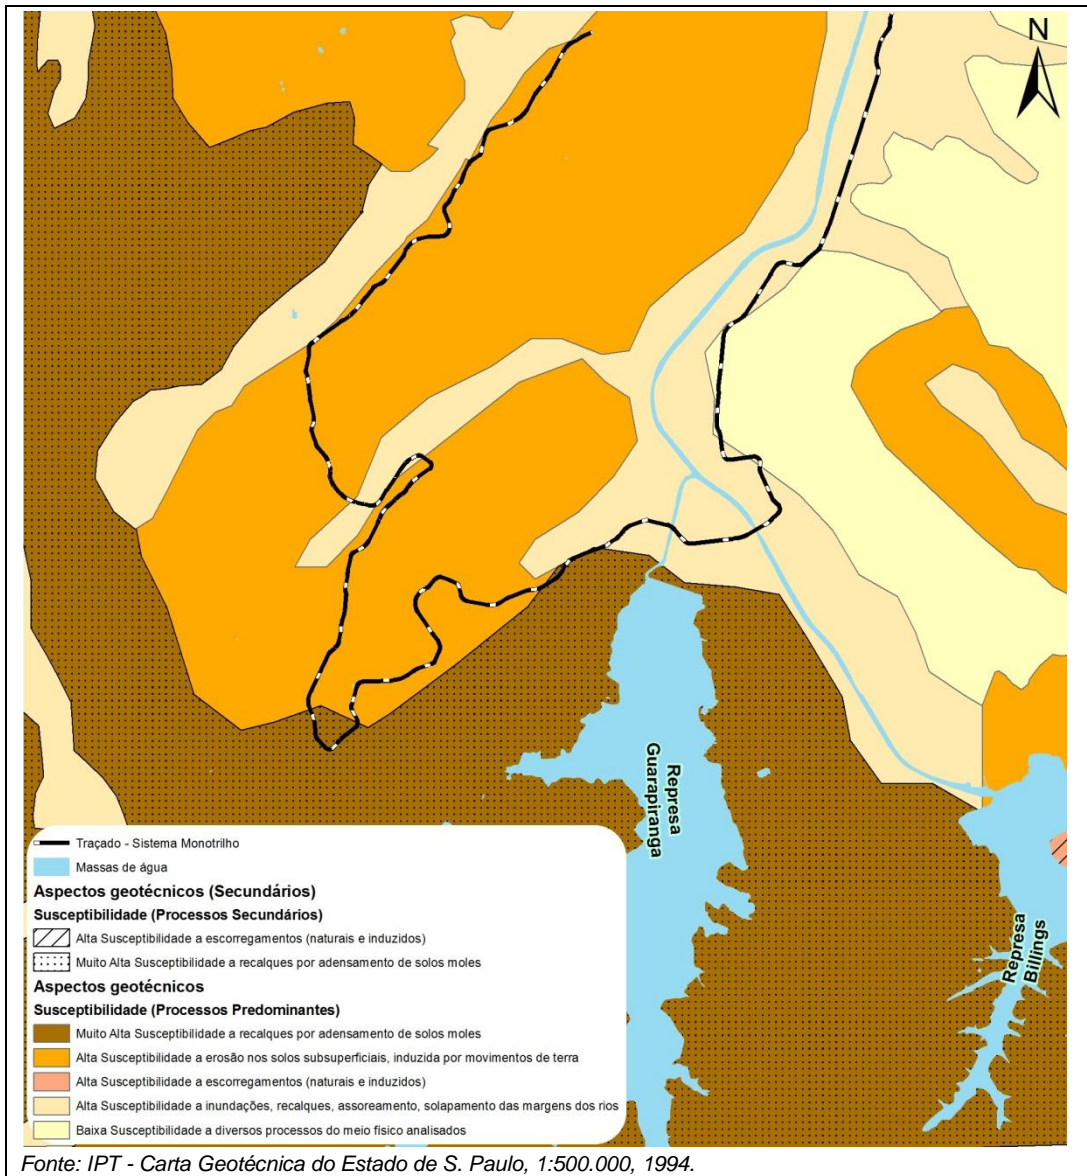 N
Represa
Guarapiranga
Represa
Billings
Traçado - Sistema Monotrilho
Massas de água
Aspectos geotécnicos (Secundários)
Susceptibilidade (Processos Secundários)
Alta Susceptibilidade a escorregamentos (naturais e induzidos)
Muito Alta Susceptibilidade a recalques por adensamento de solos moles
Aspectos geotécnicos
Susceptibilidade (Processos Predominantes)
Muito Alta Susceptibilidade a recalques por adensamento de solos moles
Alta Susceptibilidade a erosão nos solos subsuperficiais, induzida por movimentos de terra
Alta Susceptibilidade a escorregamentos (naturais e induzidos)
Alta Susceptibilidade a inundações, recalques, assoreamento, solapamento das margens dos rios
Baixa Susceptibilidade a diversos processos do meio fisico analisados
Fonte: IPT - Carta Geotécnica do Estado de S. Paulo, 1:500.000, 1994.